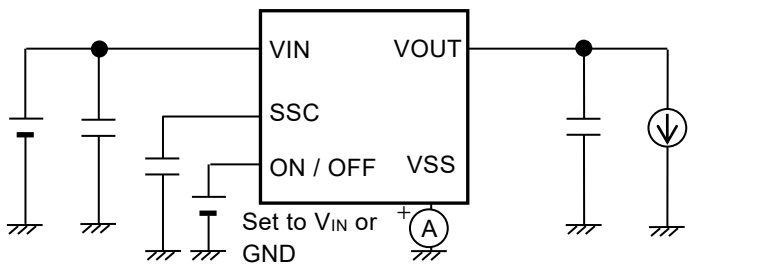 VIN VOUT
SSC
ON / OFF VSS
Set to VIN or
GND
+
A